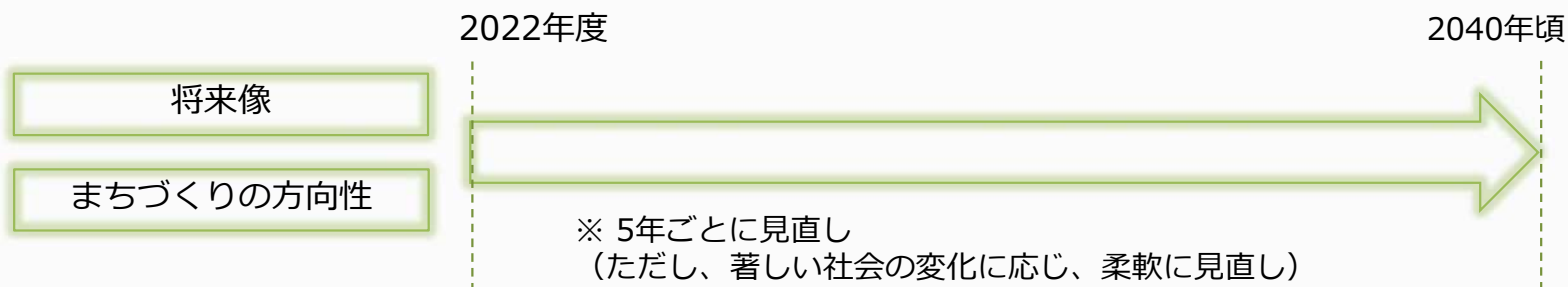 2022年度
2040年頃
将来像
まちづくりの方向性
※ 5年ごとに見直し
（ただし、著しい社会の変化に応じ、柔軟に見直し）